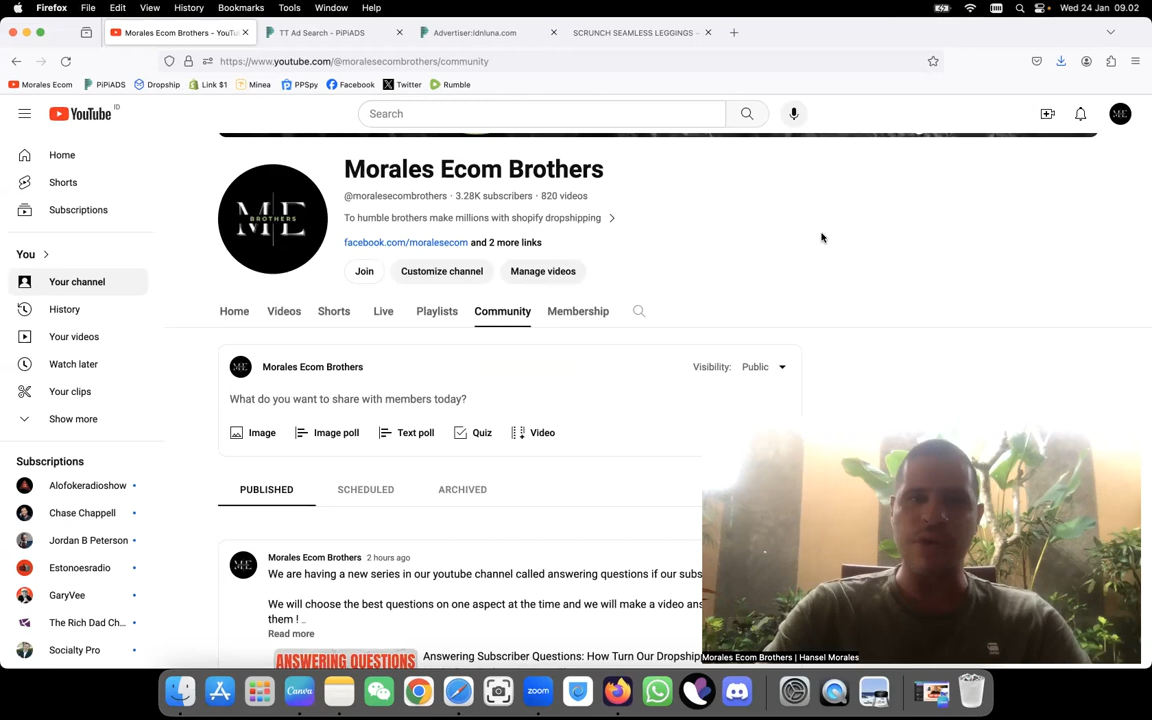 Firefox File Edit View History Bookmarks Tools Window Help Wed 24 Jan 09.02
Morales Ecom Brothers - YouTu TT Ad Search - PiPiADS Advertiser:Idnluna.com SCRUNCH SEAMLESS LEGGINGS –
https://www.youtube.com/@moralesecombrothers/community
Morales Ecom PiPiADS Dropship Link $1 Minea PPSpy Facebook Twitter Rumble
YouTube ID
Search
ME
Home
Shorts
Subscriptions
You
Your channel
History
Your videos
Watch later
Your clips
Show more
Subscriptions
Alofokeradioshow
Chase Chappell
Jordan B Peterson
Estonoesradio
GaryVee
The Rich Dad Ch...
Socialty Pro
ME
BROTHERS
Morales Ecom Brothers
@moralesecombrothers · 3.28K subscribers · 820 videos
To humble brothers make millions with shopify dropshipping
facebook.com/moralesecom and 2 more links
Join Customize channel Manage videos
Home Videos Shorts Live Playlists Community Membership
ME Morales Ecom Brothers Visibility: Public
What do you want to share with members today?
Image Image poll Text poll Quiz Video
PUBLISHED SCHEDULED ARCHIVED
ME Morales Ecom Brothers 2 hours ago
We are having a new series in our youtube channel called answering questions if our subs
We will choose the best questions on one aspect at the time and we will make a video ans
them ! ..
Read more
ANSWERING QUESTIONS
Answering Subscriber Questions: How Turn Our Dropship
Morales Ecom Brothers | Hansel Morales
Canva
zoom